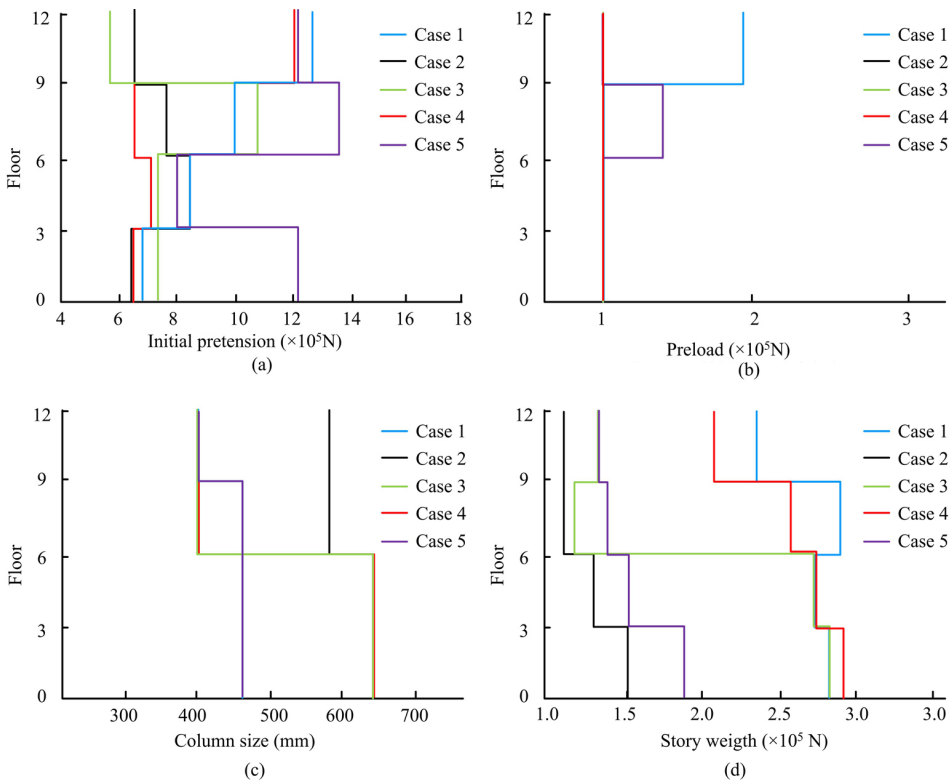 12
9
6
3
0
Floor
4
6
8
10
12
14
16
18
Initial pretension (×10⁵N)
(a)
Case 1
Case 2
Case 3
Case 4
Case 5
12
9
6
3
0
Floor
1
2
3
Preload (×10⁵N)
(b)
Case 1
Case 2
Case 3
Case 4
Case 5
12
9
6
3
0
Floor
300
400
500
600
700
Column size (mm)
(c)
Case 1
Case 2
Case 3
Case 4
Case 5
12
9
6
3
0
Floor
1.0
1.5
2.0
2.5
3.0
3.0
Story weigth (×10⁵ N)
(d)
Case 1
Case 2
Case 3
Case 4
Case 5